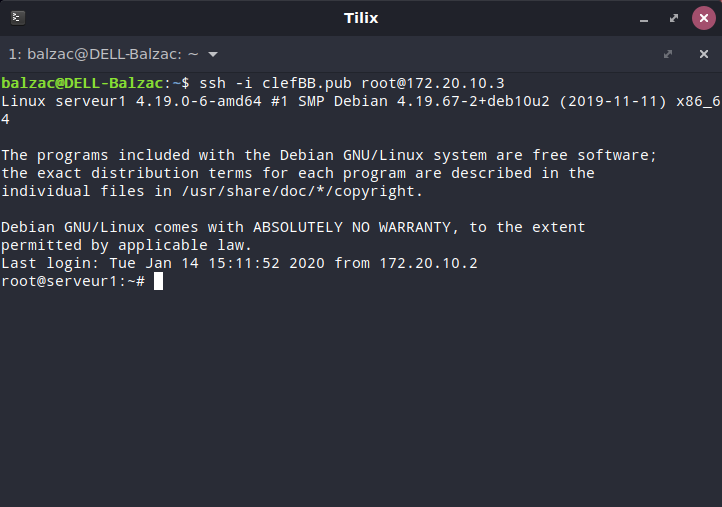 Tilix
1: balzac@DELL-Balzac: ~
balzac@DELL-Balzac:~$ ssh -i clefBB.pub root@172.20.10.3
Linux serveur1 4.19.0-6-amd64 #1 SMP Debian 4.19.67-2+deb10u2 (2019-11-11) x86_6
4
The programs included with the Debian GNU/Linux system are free software;
the exact distribution terms for each program are described in the
individual files in /usr/share/doc/*/copyright.
Debian GNU/Linux comes with ABSOLUTELY NO WARRANTY, to the extent
permitted by applicable law.
Last login: Tue Jan 14 15:11:52 2020 from 172.20.10.2
root@serveur1:~#